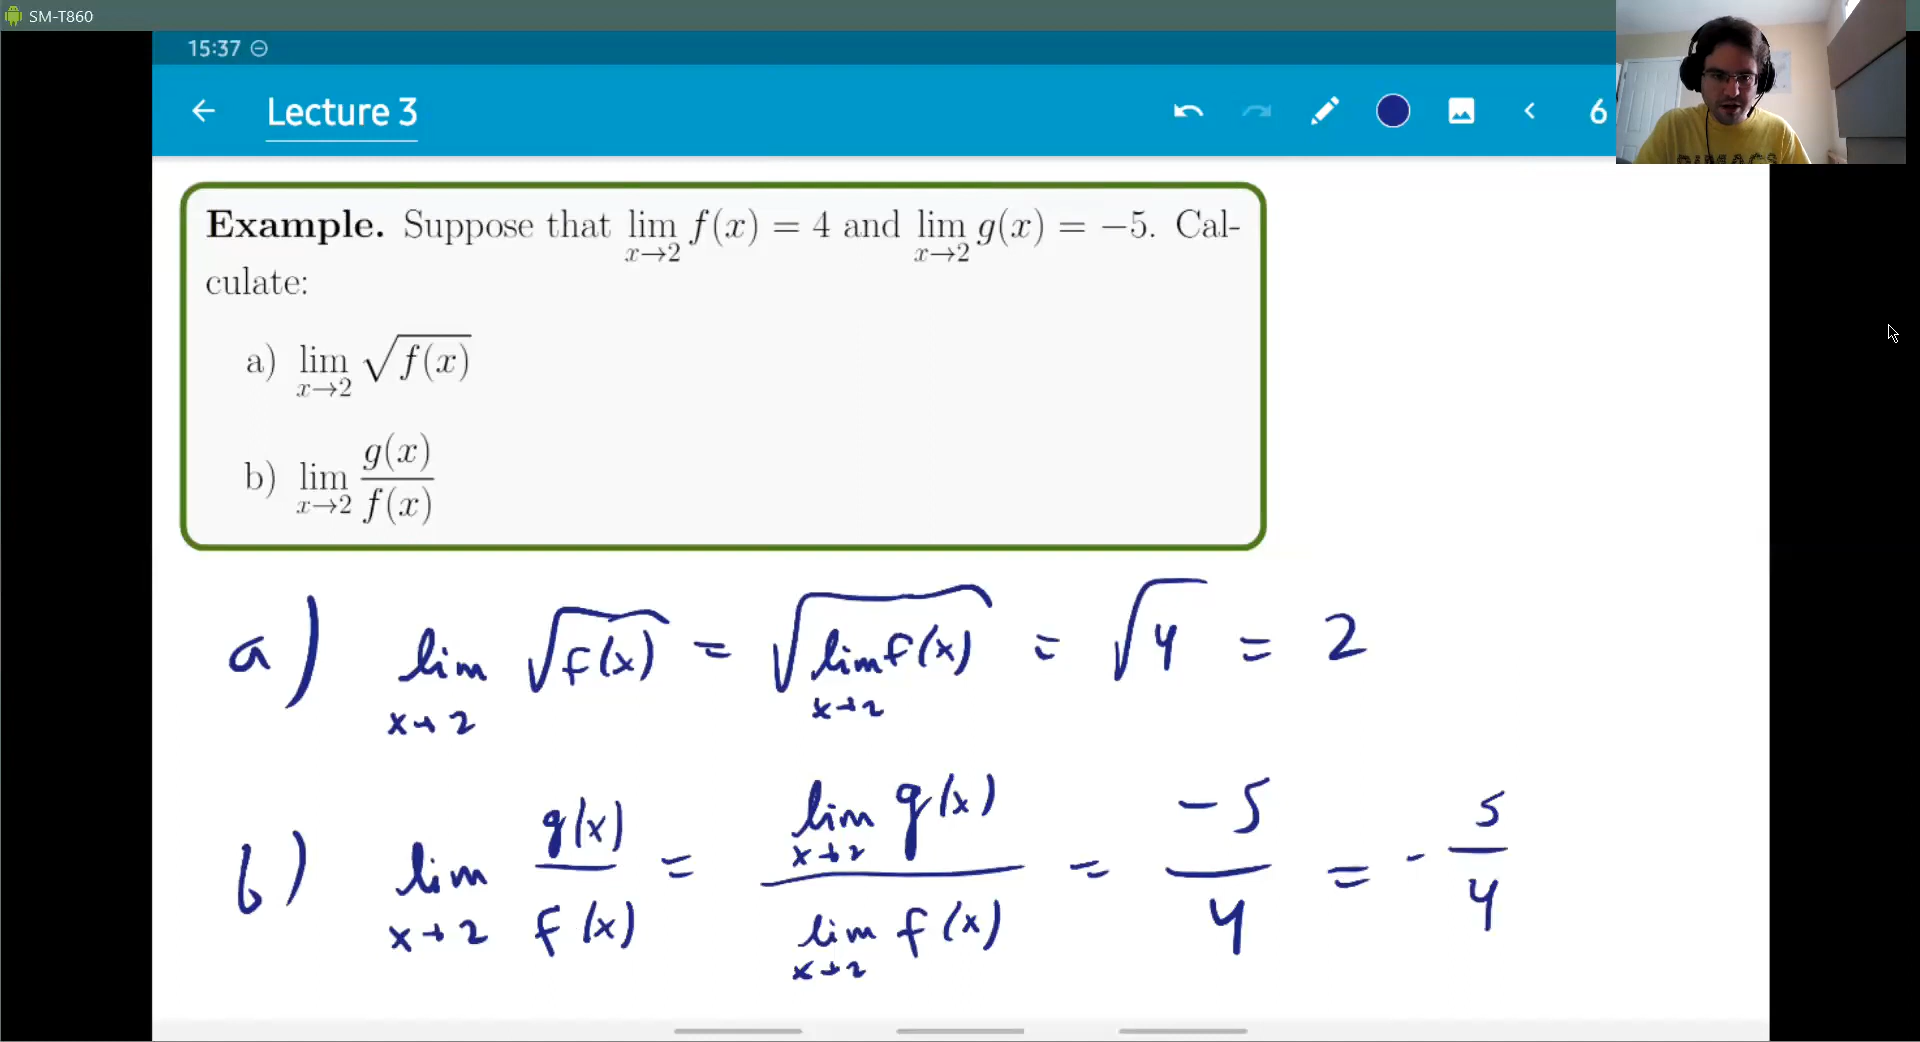 SM-T860
15:37
Lecture 3
6
Example. Suppose that lim_{x→2} f(x) = 4 and lim_{x→2} g(x) = −5. Cal-
culate:
a) lim_{x→2} √f(x)
b) lim_{x→2} g(x)/f(x)
a) lim_{x→2} √f(x) = √(lim_{x→2} f(x)) = √4 = 2
b) lim_{x→2} g(x)/f(x) = (lim_{x→2} g(x))/(lim_{x→2} f(x)) = −5/4 = −5/4